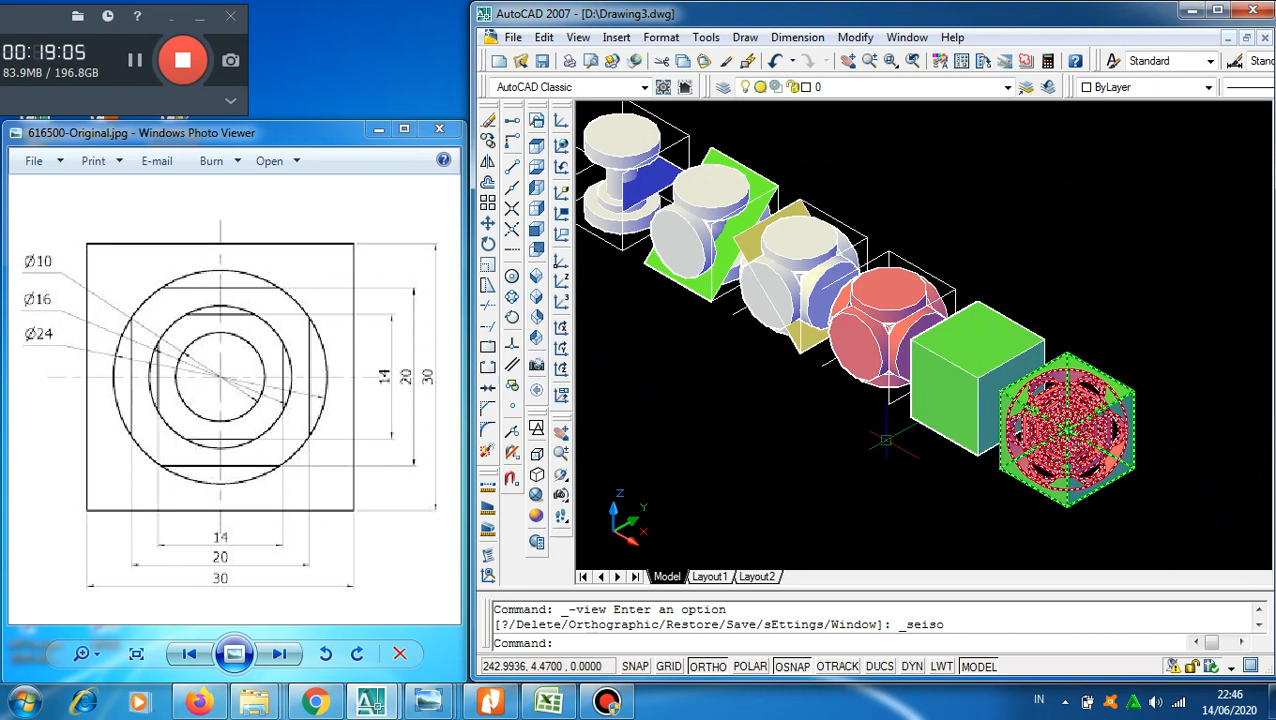 00:19:05
83.9MB / 196.8GB
616500-Original.jpg - Windows Photo Viewer
File Print E-mail Burn Open
Ø10
Ø16
Ø24
14
20
30
14
20
30
AutoCAD 2007 - [D:\Drawing3.dwg]
File Edit View Insert Format Tools Draw Dimension Modify Window Help
Standard
AutoCAD Classic
0
ByLayer
Z
Y
X
Model Layout1 Layout2
Command: _-view Enter an option
[?/Delete/Orthographic/Restore/Save/sEttings/Window]: _seiso
Command:
242.9936, 4.4700 , 0.0000 SNAP GRID ORTHO POLAR OSNAP OTRACK DUCS DYN LWT MODEL
IN
22:46
14/06/2020